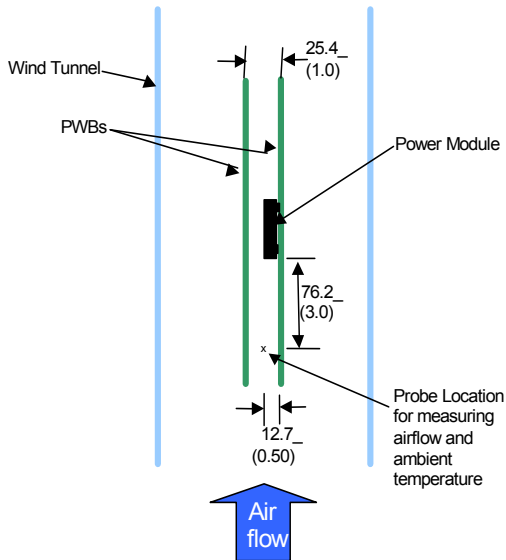 25.4_
(1.0)
Wind Tunnel
PWBs
Power Module
76.2_
(3.0)
x
Probe Location
for measuring
airflow and
ambient
temperature
12.7_
(0.50)
Air
flow